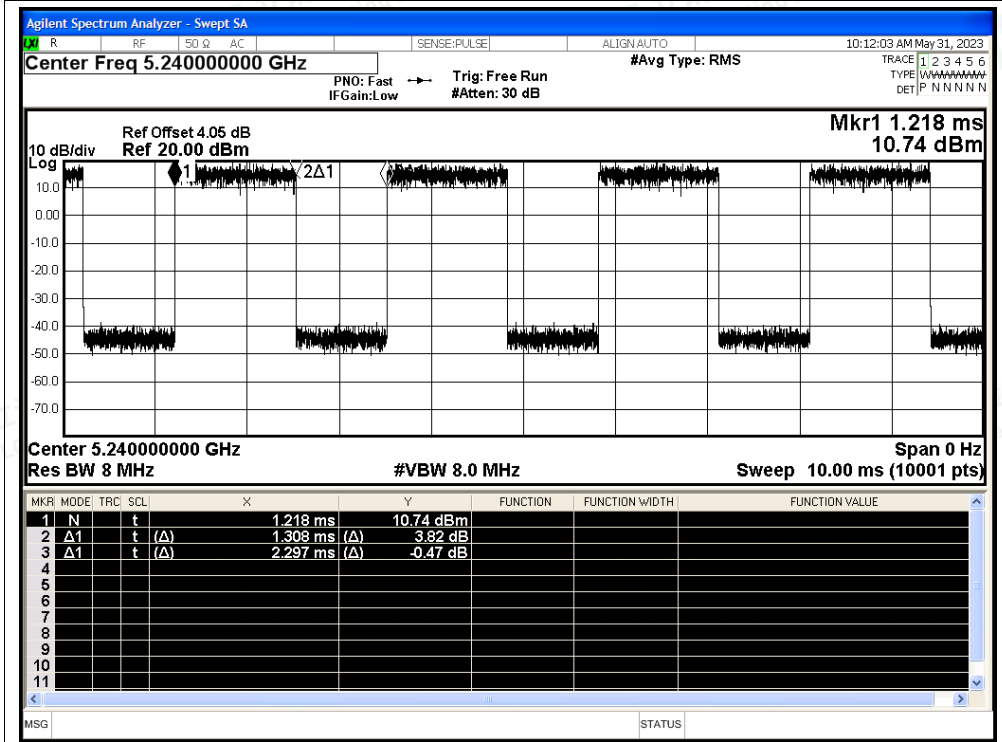 Agilent Spectrum Analyzer - Swept SA
LXI R RF 50 Ω AC SENSE:PULSE ALIGN AUTO 10:12:03 AM May 31, 2023
Center Freq 5.240000000 GHz #Avg Type: RMS TRACE 1 2 3 4 5 6
PNO: Fast Trig: Free Run TYPE
IFGain:Low #Atten: 30 dB DET P N N N N N
Mkr1 1.218 ms
Ref Offset 4.05 dB
10 dB/div Ref 20.00 dBm 10.74 dBm
Log
1 2Δ1
10.0
0.00
-10.0
-20.0
-30.0
-40.0
-50.0
-60.0
-70.0
Center 5.240000000 GHz Span 0 Hz
Res BW 8 MHz #VBW 8.0 MHz Sweep 10.00 ms (10001 pts)
MKR MODE TRC SCL X Y FUNCTION FUNCTION WIDTH FUNCTION VALUE
1 N t 1.218 ms 10.74 dBm
2 Δ1 t (Δ) 1.308 ms (Δ) 3.82 dB
3 Δ1 t (Δ) 2.297 ms (Δ) -0.47 dB
4
5
6
7
8
9
10
11
MSG STATUS